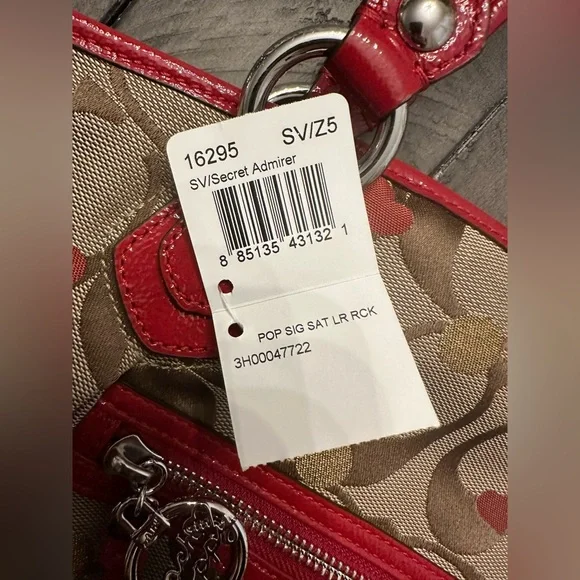 16295 SV/Z5
SV/Secret Admirer
8 85135 43132 1
POP SIG SAT LR RCK
3H00047722